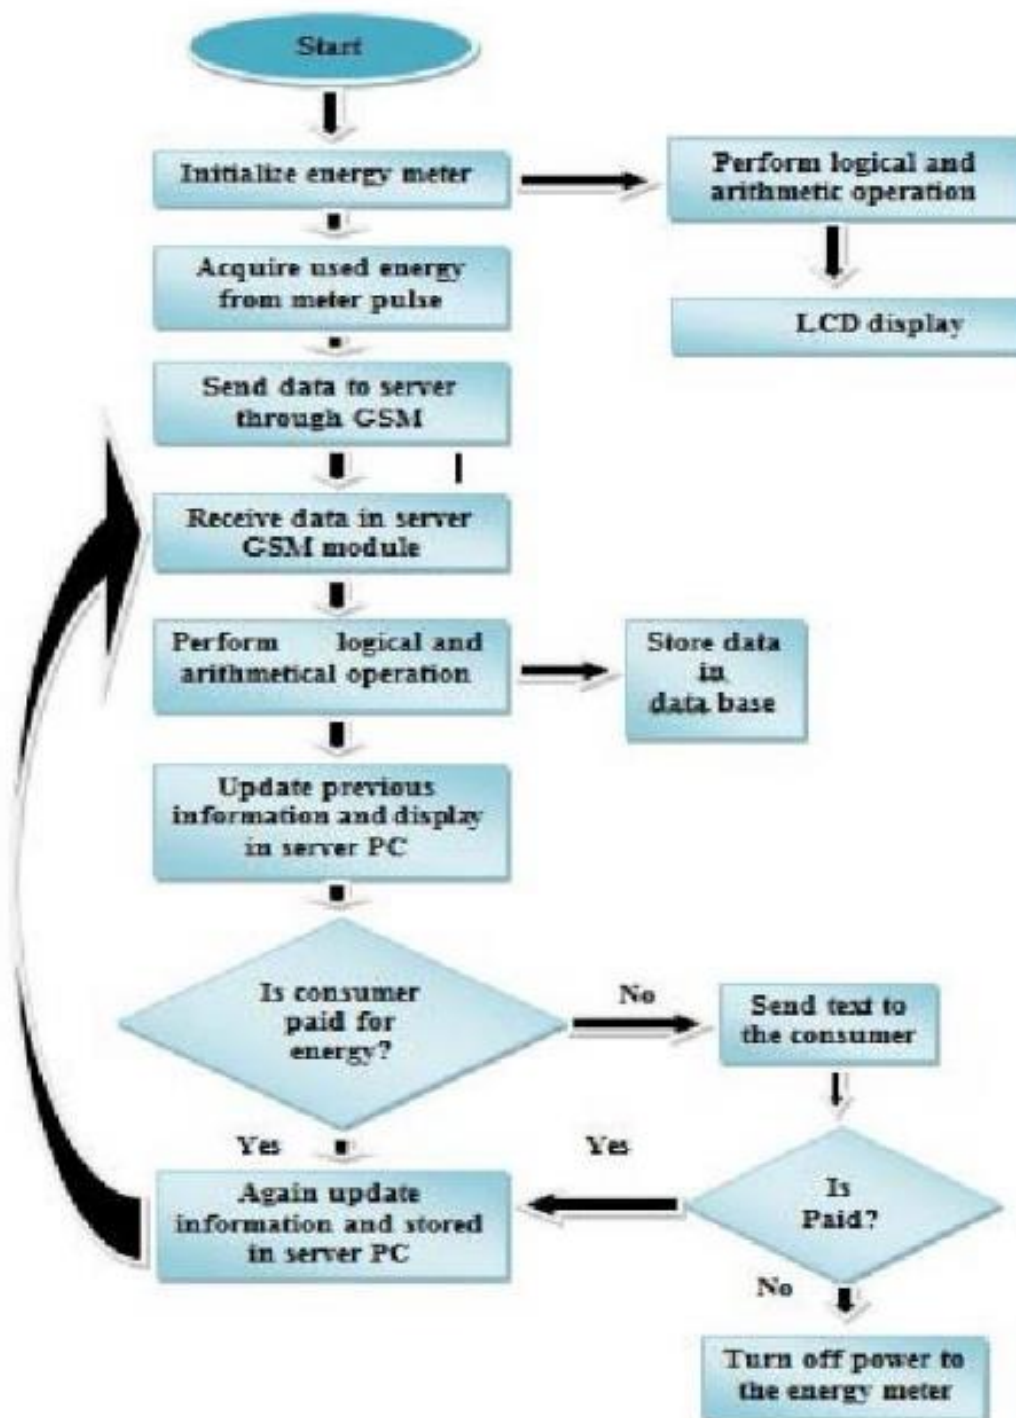 Start
Initialize energy meter
Perform logical and
arithmetic operation
Acquire used energy
from meter pulse
LCD display
Send data to server
through GSM
Receive data in server
GSM module
Perform logical and
arithmetical operation
Store data
in
data base
Update previous
information and display
in server PC
Is consumer
paid for
energy?
No
Send text to
the consumer
Yes
Yes
Again update
information and stored
in server PC
Is
Paid?
No
Turn off power to
the energy meter